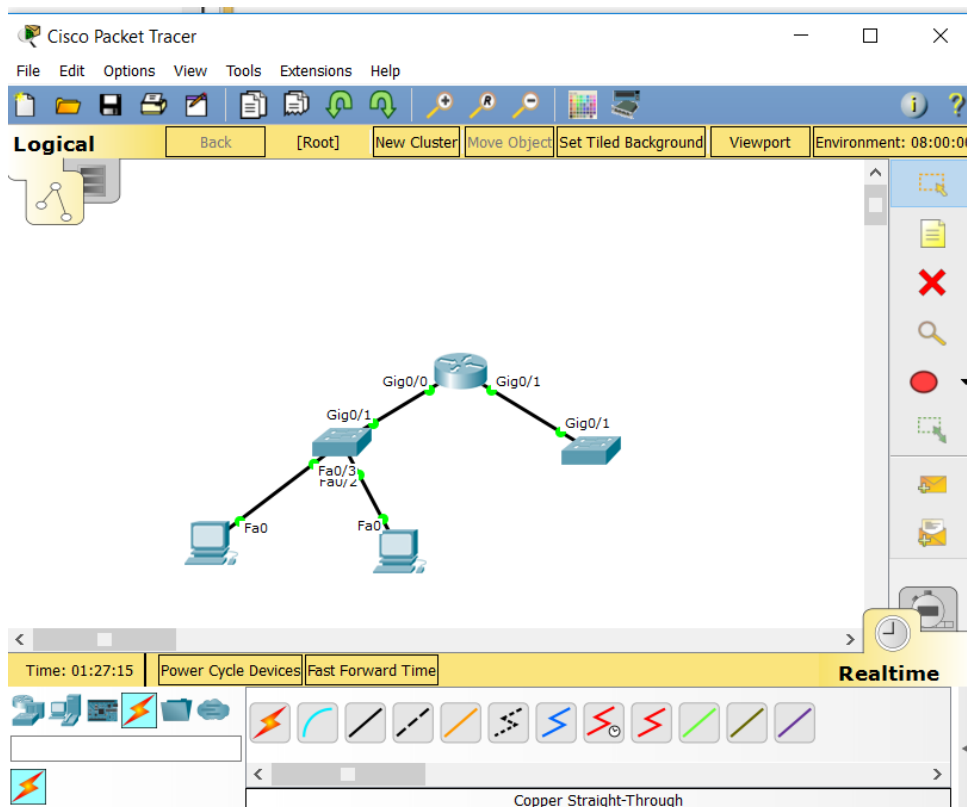 Cisco Packet Tracer
File Edit Options View Tools Extensions Help
Logical Back [Root] New Cluster Move Object Set Tiled Background Viewport Environment: 08:00:00
Gig0/0 Gig0/1
Gig0/1 Gig0/1
Fa0/3
Fa0/2
Fa0 Fa0
Time: 01:27:15 Power Cycle Devices Fast Forward Time Realtime
Copper Straight-Through